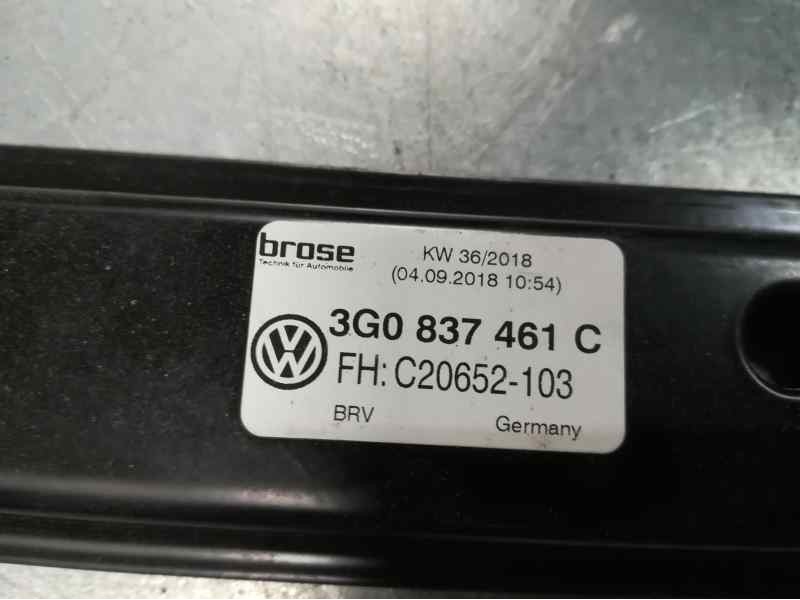 brose
Technik für Automobile
KW 36/2018
(04.09.2018 10:54)
3G0 837 461 C
FH: C20652-103
BRV
Germany